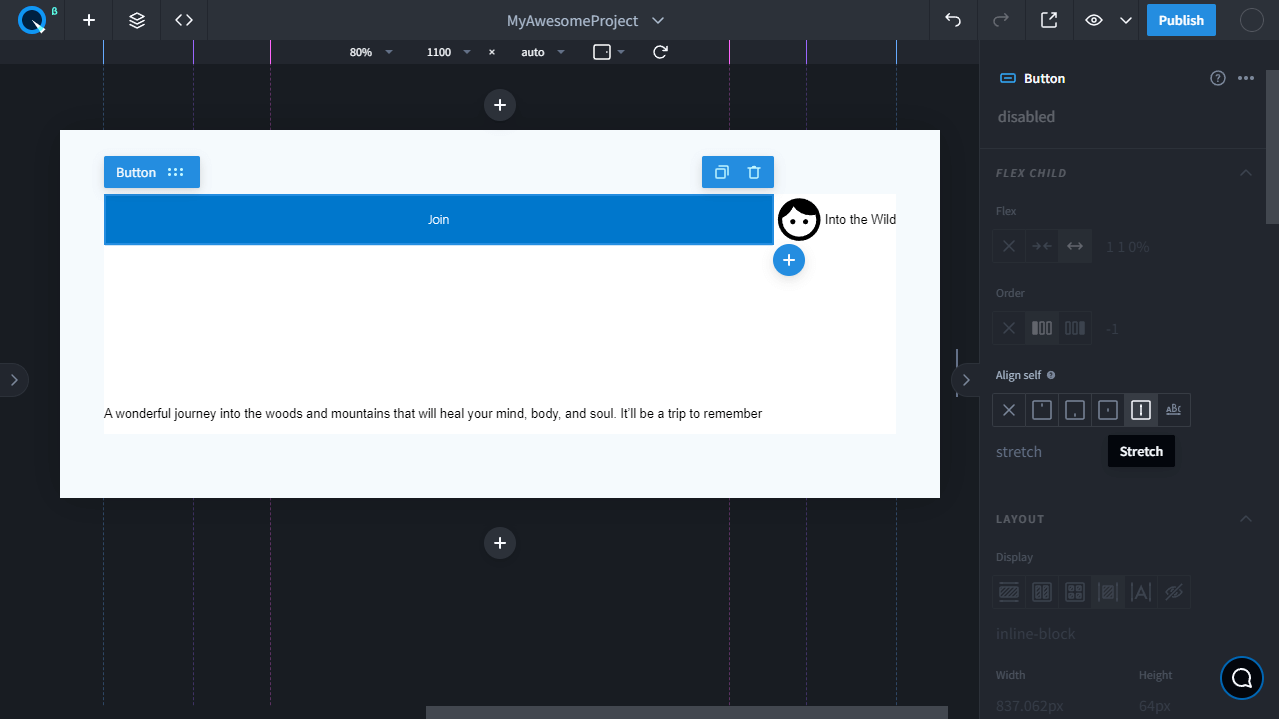 β
MyAwesomeProject
Publish
80% 1100 × auto
Button
disabled
FLEX CHILD
Flex
1 1 0%
Order
-1
Align self
ABc
stretch
Stretch
LAYOUT
Display
A
inline-block
Width Height
837.062px 64px
Button
Join
Into the Wild
A wonderful journey into the woods and mountains that will heal your mind, body, and soul. It'll be a trip to remember